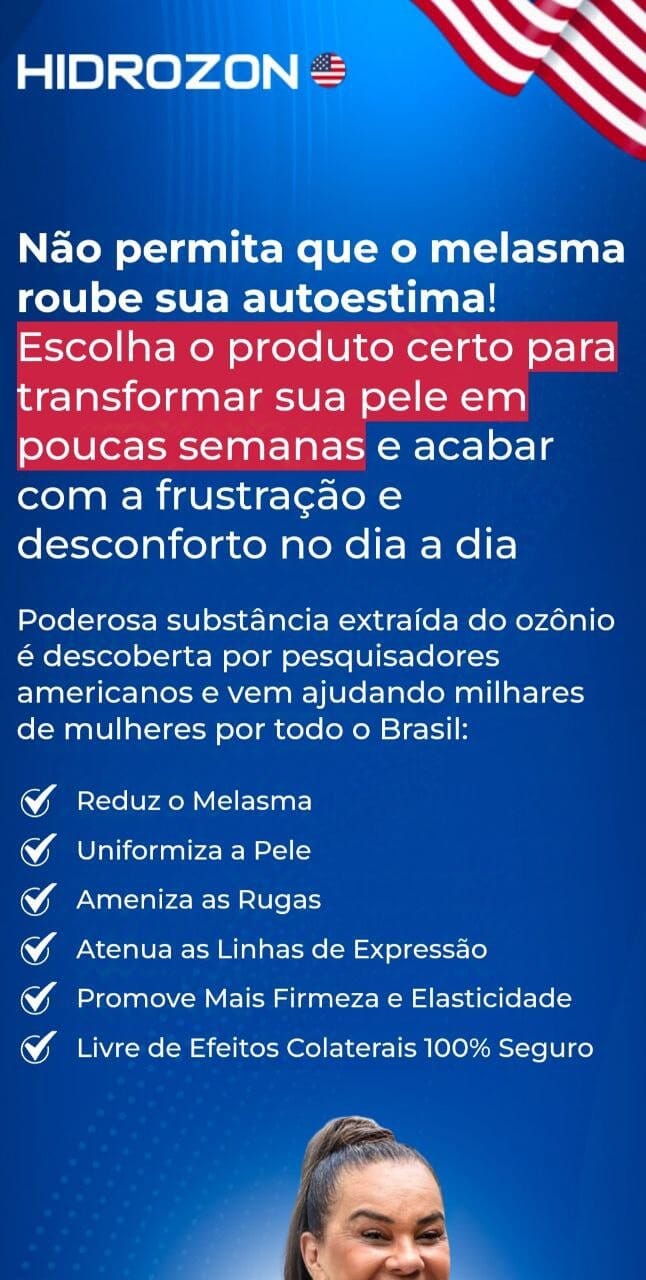 HIDROZON
Não permita que o melasma
roube sua autoestima!
Escolha o produto certo para
transformar sua pele em
poucas semanas e acabar
com a frustração e
desconforto no dia a dia
Poderosa substância extraída do ozônio
é descoberta por pesquisadores
americanos e vem ajudando milhares
de mulheres por todo o Brasil:
Reduz o Melasma
Uniformiza a Pele
Ameniza as Rugas
Atenua as Linhas de Expressão
Promove Mais Firmeza e Elasticidade
Livre de Efeitos Colaterais 100% Seguro